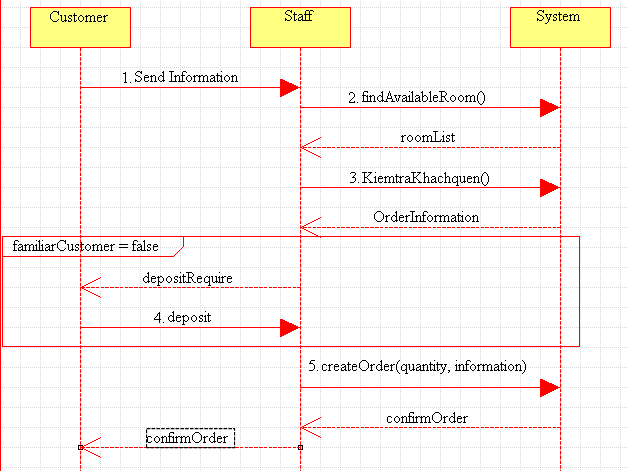 Customer
Staff
System
1. Send Information
2. findAvailableRoom()
roomList
3. KiemtraKhachquen()
OrderInformation
familiarCustomer = false
depositRequire
4. deposit
5. createOrder(quantity, information)
confirmOrder
confirmOrder